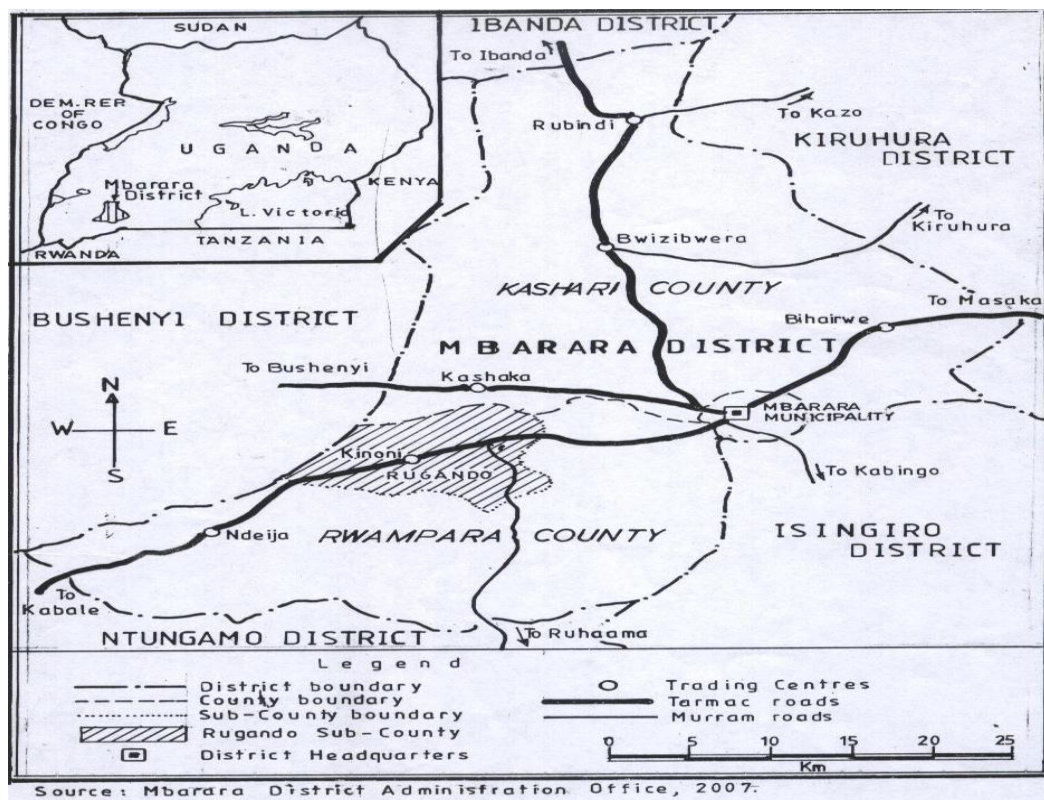 SUDAN
DEM.REP
OF
CONGO
UGANDA
KENYA
Mbarara
District
L. Victoria
TANZANIA
RWANDA
IBANDA DISTRICT
To Ibanda
Rubindi
To Kazo
KIRUHURA
DISTRICT
To
Kiruhura
Bwizibwera
KASHARI COUNTY
To Masaka
Bihairwe
BUSHENYI DISTRICT
MBARARA DISTRICT
To Bushenyi
Kashaka
MBARARA
MUNICIPALITY
N
W
E
S
Kinoni
RUGANDO
To Kabingo
Ndeija
RWAMPARA COUNTY
ISINGIRO
DISTRICT
To
Kabale
NTUNGAMO DISTRICT
To Ruhaama
Legend
District boundary
County boundary
Sub-County boundary
Rugando Sub-County
District Headquarters
Trading Centres
Tarmac roads
Murram roads
0 5 10 15 20 25
Km
Source: Mbarara District Administration Office, 2007.